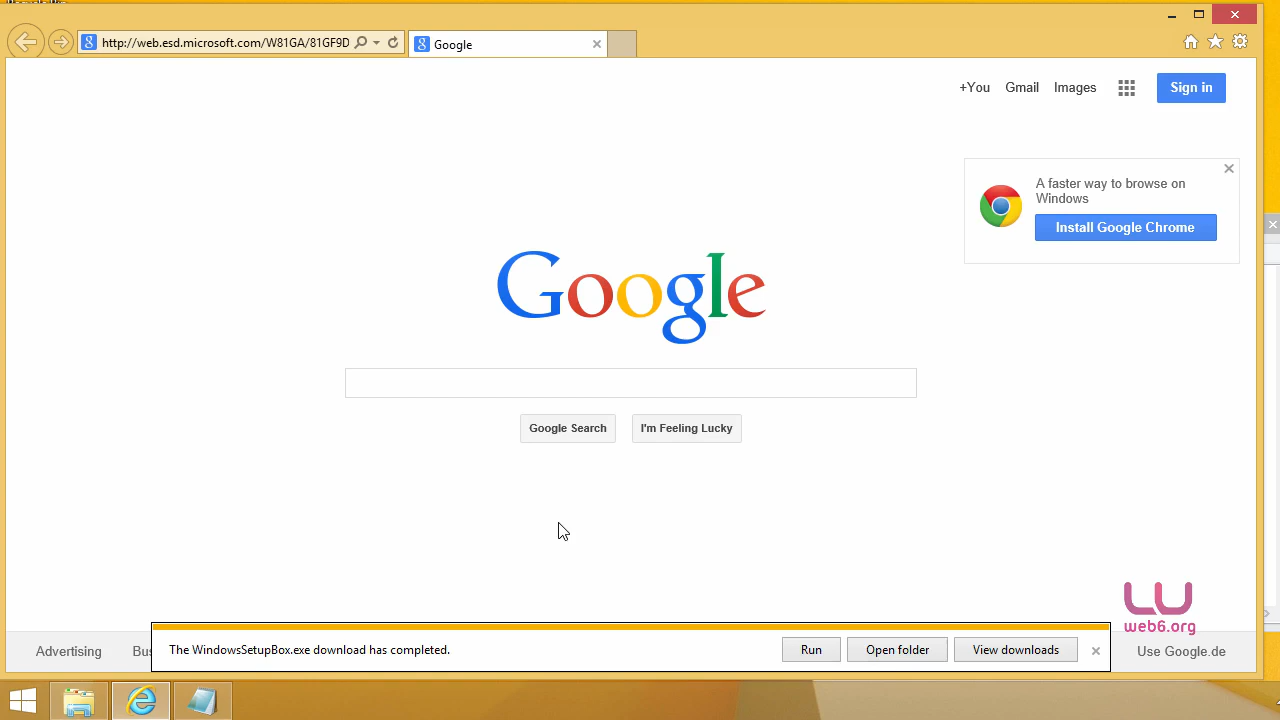 http://web.esd.microsoft.com/W81GA/81GF9D
Google
+You Gmail Images Sign in
A faster way to browse on
Windows
Install Google Chrome
Google
Google Search I'm Feeling Lucky
web6.org
Advertising Bus Use Google.de
The WindowsSetupBox.exe download has completed. Run Open folder View downloads